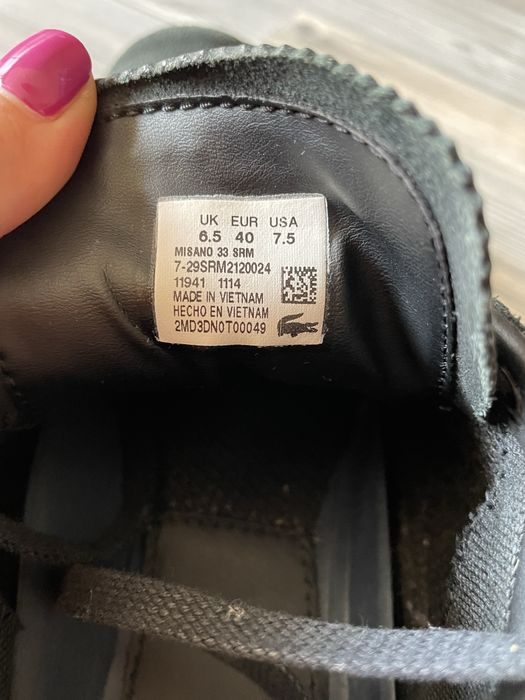 UK EUR USA
6.5 40 7.5
MISANO 33 SRM
7-29SRM2120024
11941 1114
MADE IN VIETNAM
HECHO EN VIETNAM
2MD3DN0T00049